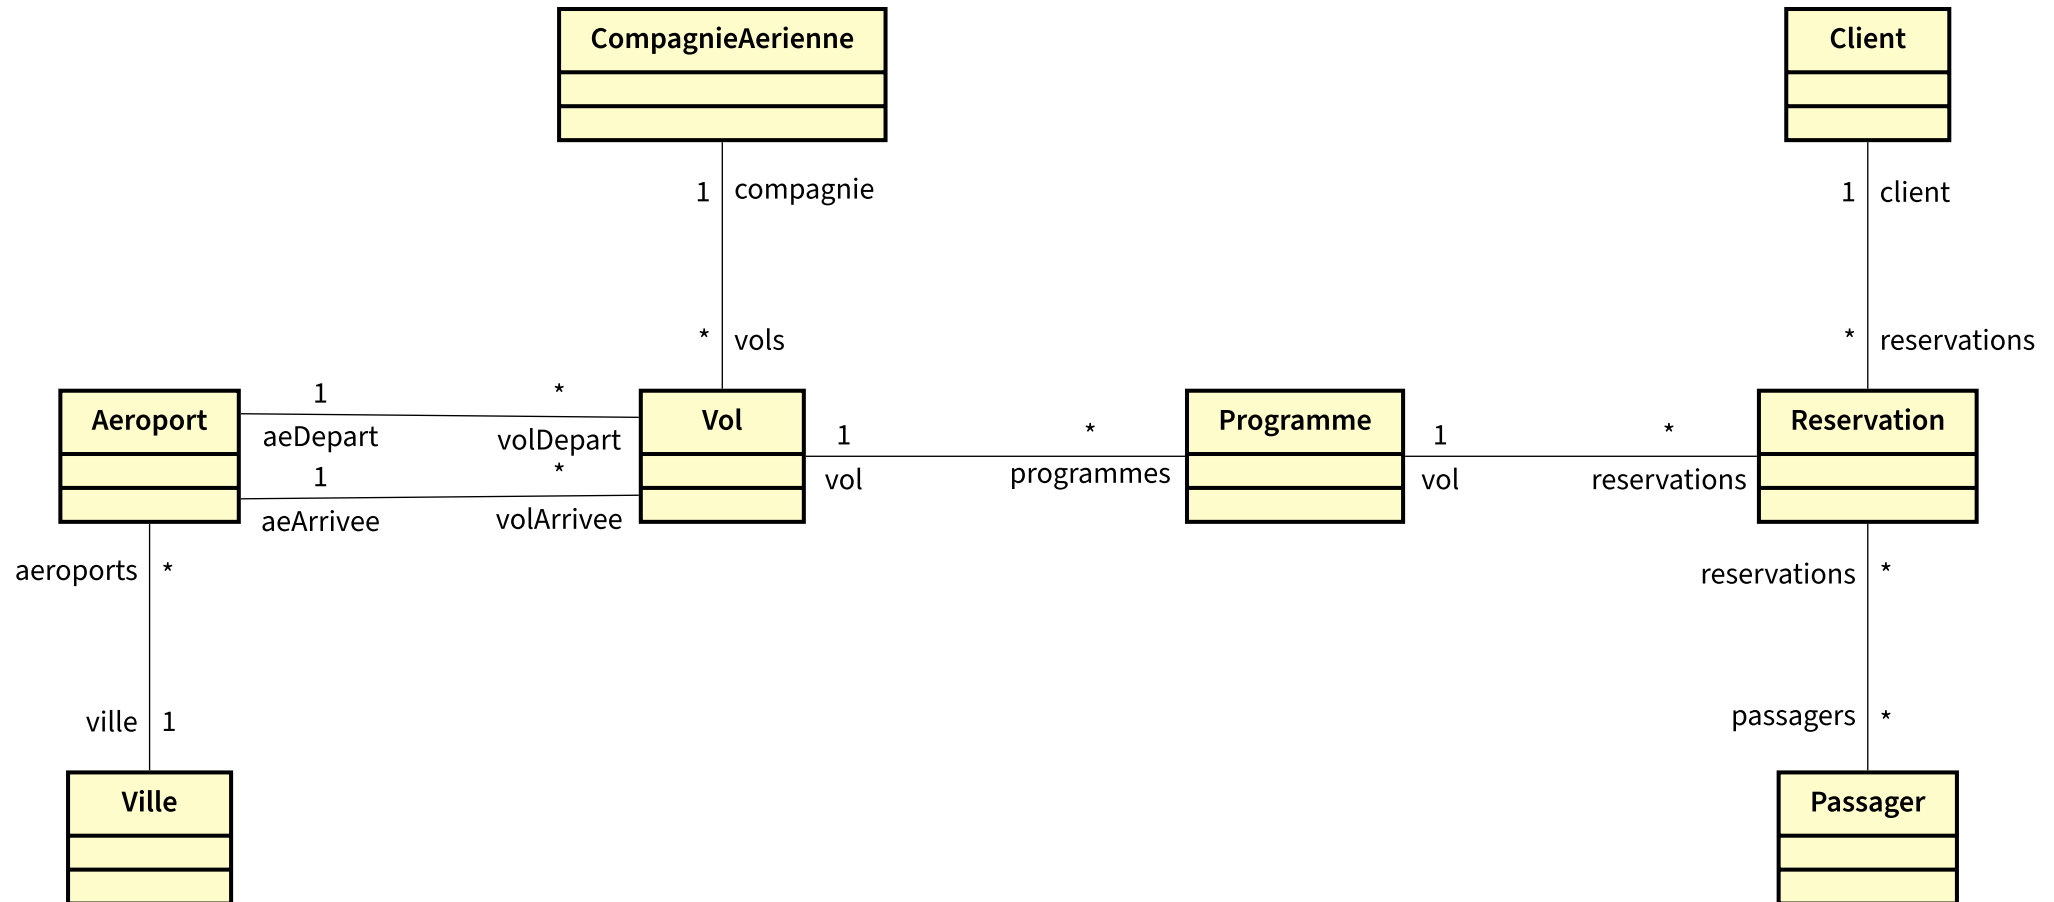 CompagnieAerienne
Client
1 compagnie
1 client
* vols
* reservations
1 *
Aeroport
aeDepart
volDepart
1 *
aeArrivee
volArrivee
Vol
1 *
vol
programmes
Programme
1 *
vol
reservations
Reservation
aeroports *
reservations *
ville 1
passagers *
Ville
Passager